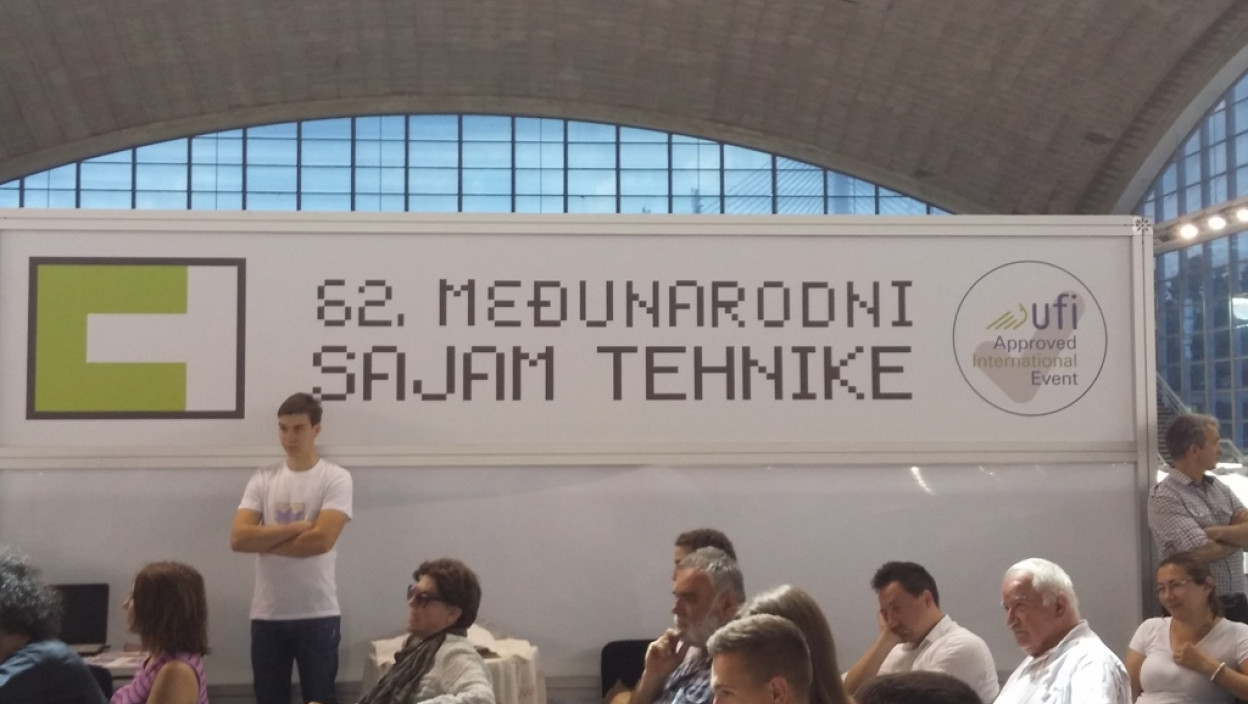 62. MEĐUNARODNI
SAJAM TEHNIKE
ufi
Approved
International
Event